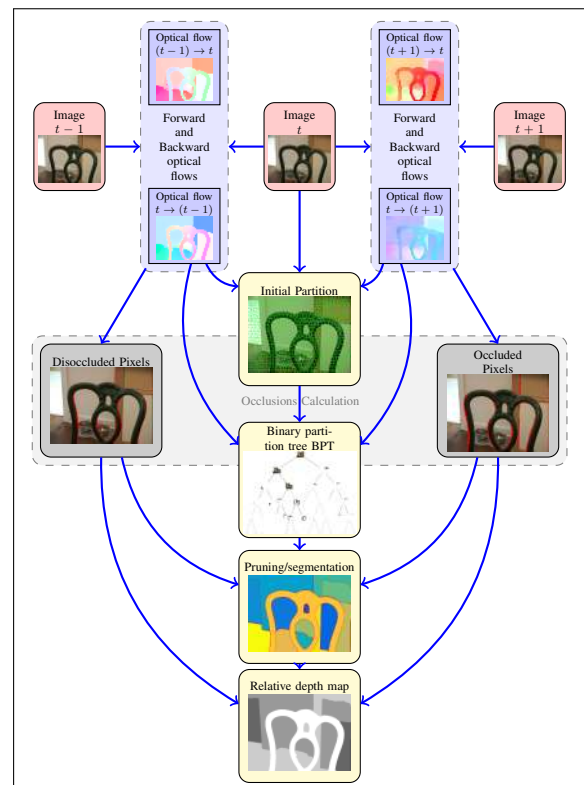 Optical flow
(t − 1) → t
Optical flow
(t + 1) → t
Image
t − 1
Forward
and
Backward
optical
flows
Image
t
Forward
and
Backward
optical
flows
Image
t + 1
Optical flow
t → (t − 1)
Optical flow
t → (t + 1)
Initial Partition
Disoccluded Pixels
Occluded
Pixels
Occlusions Calculation
Binary parti-
tion tree BPT
Pruning/segmentation
Relative depth map